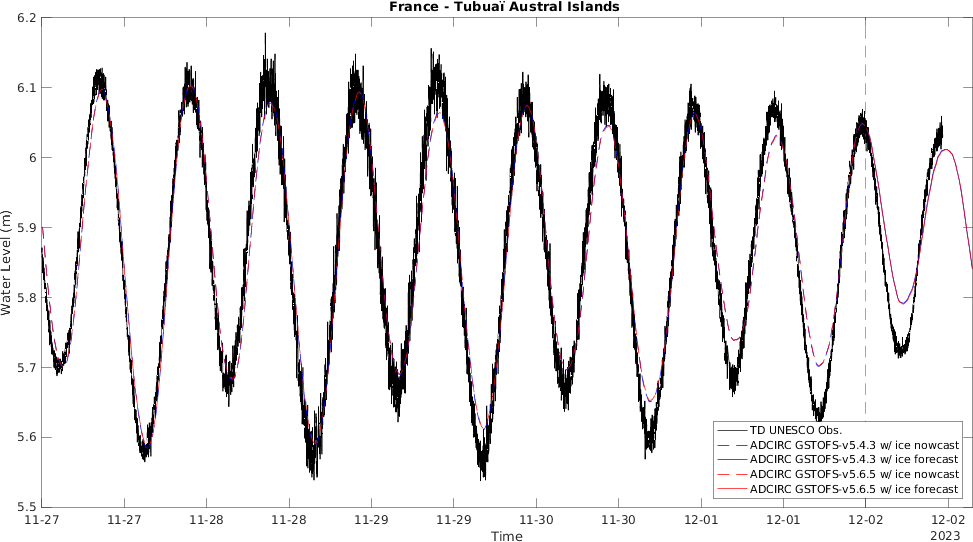 France - Tubuaï Austral Islands
6.2
6.1
6
5.9
5.8
5.7
5.6
5.5
Water Level (m)
TD UNESCO Obs.
ADCIRC GSTOFS-v5.4.3 w/ ice nowcast
ADCIRC GSTOFS-v5.4.3 w/ ice forecast
ADCIRC GSTOFS-v5.6.5 w/ ice nowcast
ADCIRC GSTOFS-v5.6.5 w/ ice forecast
11-27 11-27 11-28 11-28 11-29 11-29 11-30 11-30 12-01 12-01 12-02 12-02
Time
2023